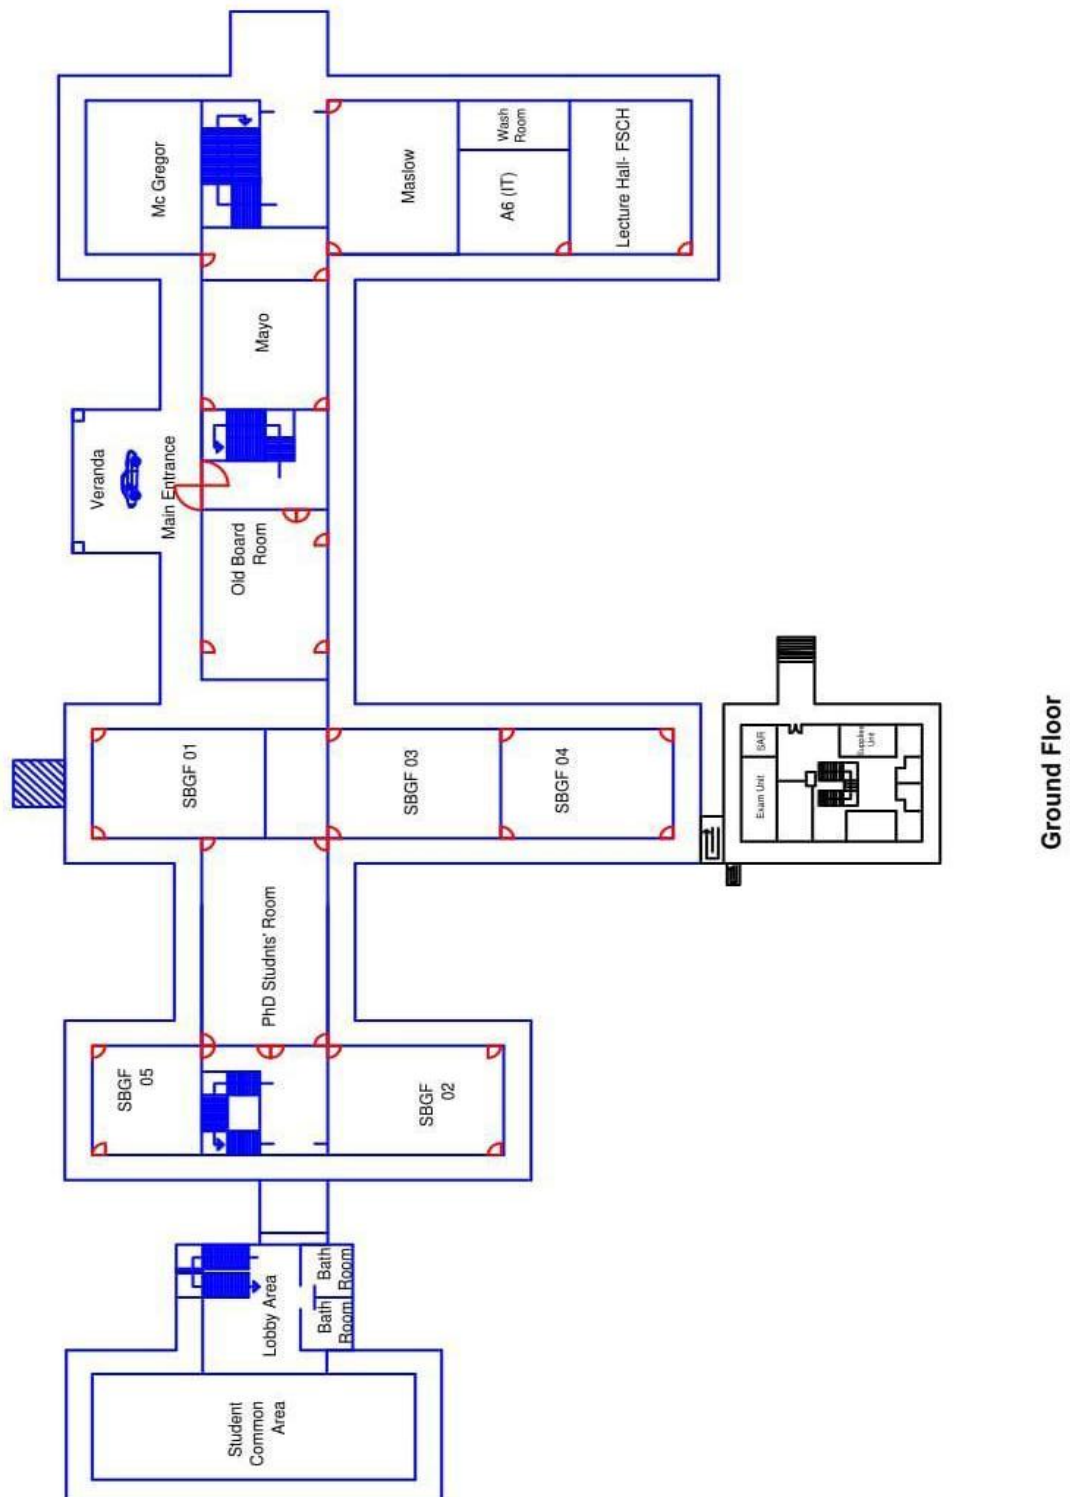 Mc Gregor
Maslow
Wash
Room
A6 (IT)
Lecture Hall- FSCH
Mayo
Veranda
Main Entrance
Old Board
Room
SBGF 01
SBGF 03
SBGF 04
SAR
Exam Unit
Supplies
Unit
PhD Studnts' Room
SBGF
05
SBGF
02
Lobby Area
Bath
Room
Bath
Room
Student
Common
Area
Ground Floor